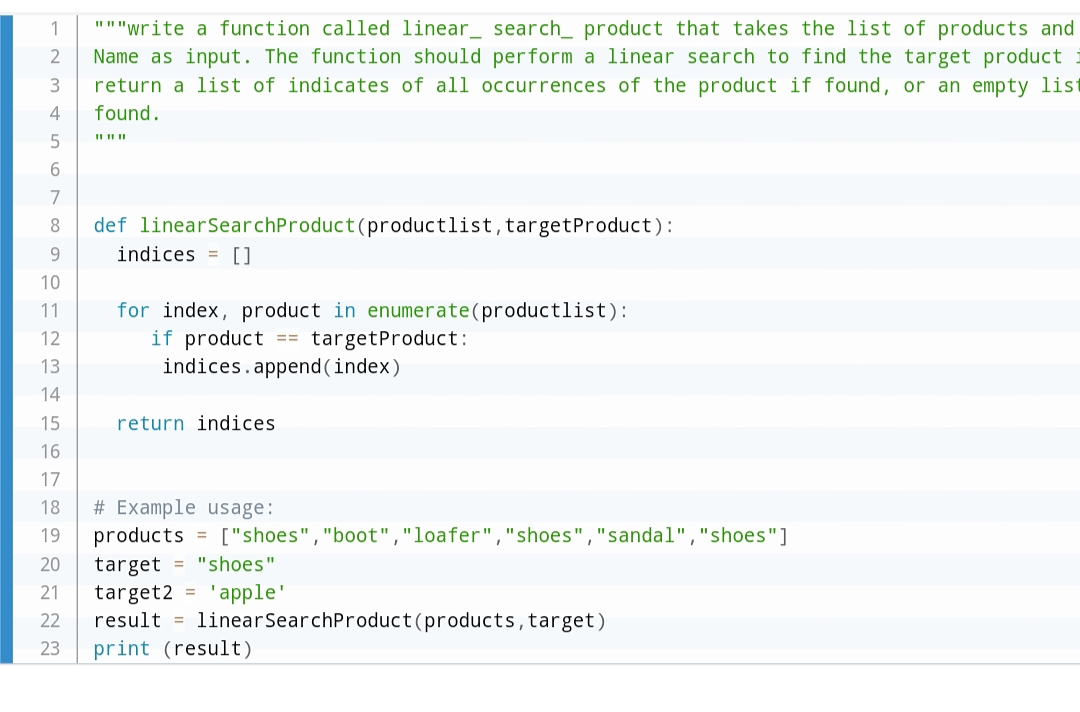 1 """write a function called linear_ search_ product that takes the list of products and
2 Name as input. The function should perform a linear search to find the target product
3 return a list of indicates of all occurrences of the product if found, or an empty list
4 found.
5 """
6
7
8 def linearSearchProduct(productlist,targetProduct):
9   indices = []
10
11   for index, product in enumerate(productlist):
12      if product == targetProduct:
13       indices.append(index)
14
15   return indices
16
17
18 # Example usage:
19 products = ["shoes","boot","loafer","shoes","sandal","shoes"]
20 target = "shoes"
21 target2 = 'apple'
22 result = linearSearchProduct(products,target)
23 print (result)